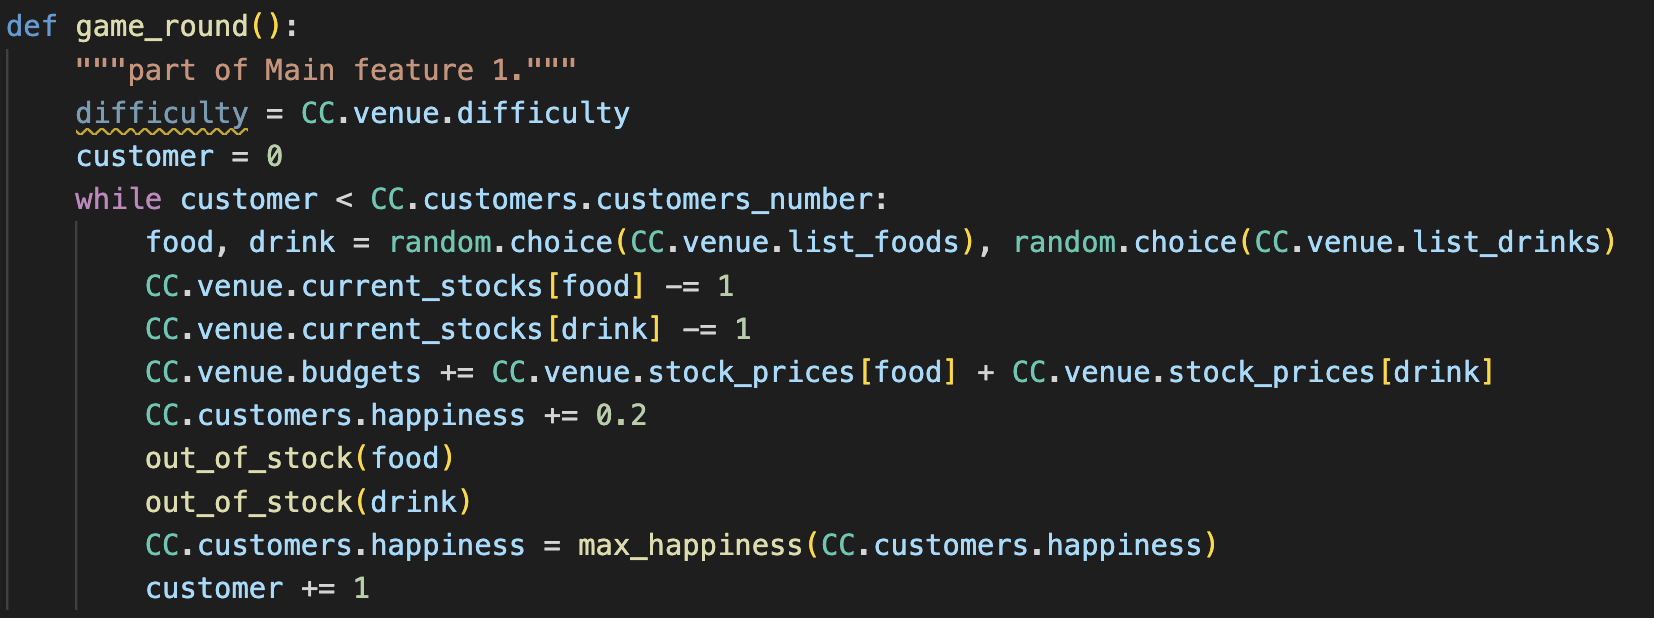 def game_round():
    """part of Main feature 1."""
    difficulty = CC.venue.difficulty
    customer = 0
    while customer < CC.customers.customers_number:
        food, drink = random.choice(CC.venue.list_foods), random.choice(CC.venue.list_drinks)
        CC.venue.current_stocks[food] -= 1
        CC.venue.current_stocks[drink] -= 1
        CC.venue.budgets += CC.venue.stock_prices[food] + CC.venue.stock_prices[drink]
        CC.customers.happiness += 0.2
        out_of_stock(food)
        out_of_stock(drink)
        CC.customers.happiness = max_happiness(CC.customers.happiness)
        customer += 1